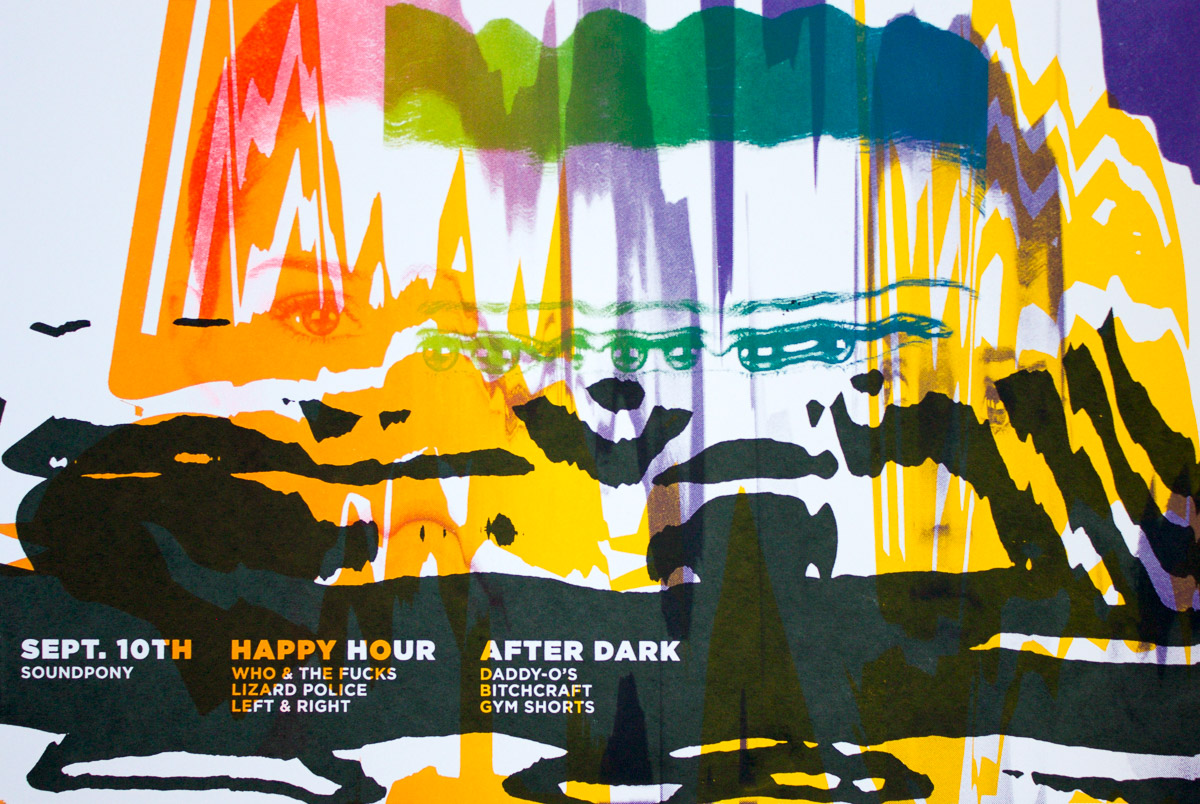 SEPT. 10TH
SOUNDPONY
HAPPY HOUR
WHO & THE FUCKS
LIZARD POLICE
LEFT & RIGHT
AFTER DARK
DADDY-O'S
BITCHCRAFT
GYM SHORTS